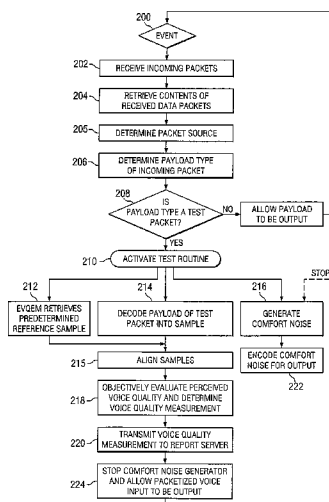 200
EVENT
202
RECEIVE INCOMING PACKETS
204
RETRIEVE CONTENTS OF
RECEIVED DATA PACKETS
205
DETERMINE PACKET SOURCE
206
DETERMINE PAYLOAD TYPE
OF INCOMING PACKET
208
IS
PAYLOAD TYPE A TEST
PACKET?
NO
ALLOW PAYLOAD
TO BE OUTPUT
YES
210
ACTIVATE TEST ROUTINE
STOP
212
214
216
EVQEM RETRIEVES
PREDETERMINED
REFERENCE SAMPLE
DECODE PAYLOAD OF TEST
PACKET INTO SAMPLE
GENERATE
COMFORT NOISE
215
ALIGN SAMPLES
ENCODE COMFORT
NOISE FOR OUTPUT
222
218
OBJECTIVELY EVALUATE PERCEIVED
VOICE QUALITY AND DETERMINE
VOICE QUALITY MEASUREMENT
220
TRANSMIT VOICE QUALITY
MEASUREMENT TO REPORT SERVER
224
STOP COMFORT NOISE GENERATOR
AND ALLOW PACKETIZED VOICE
INPUT TO BE OUTPUT